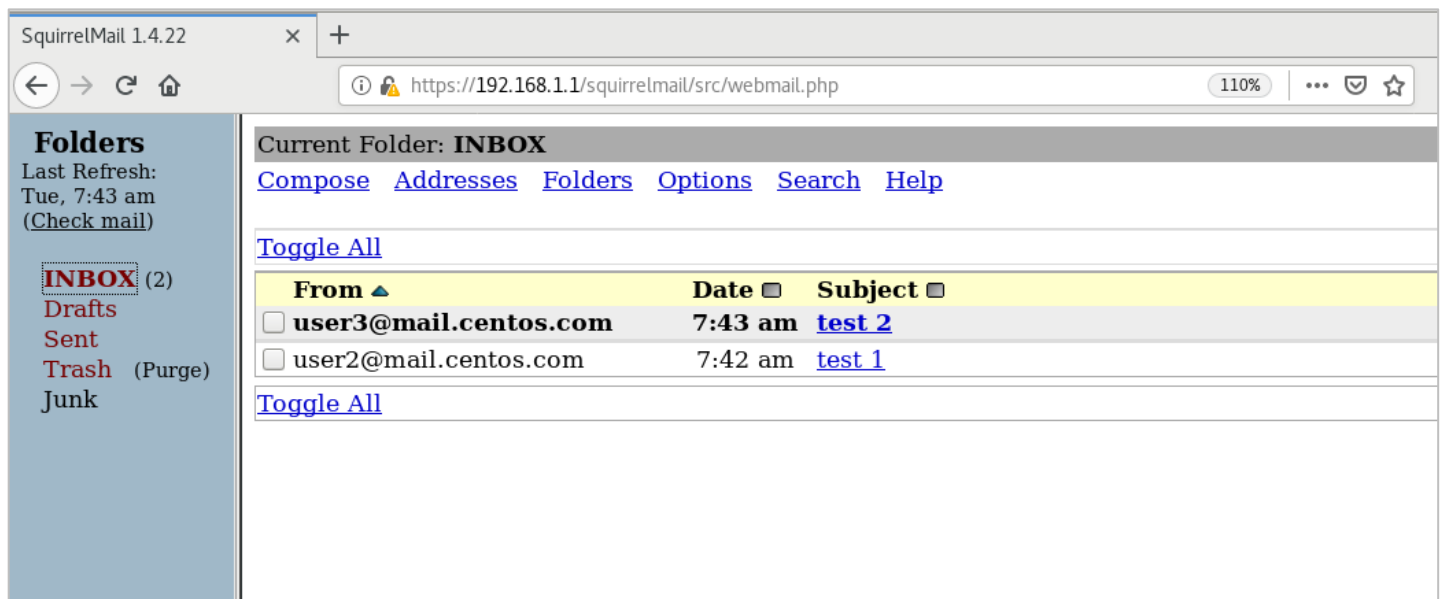 SquirrelMail 1.4.22
https://192.168.1.1/squirrelmail/src/webmail.php 110%
Folders
Last Refresh:
Tue, 7:43 am
(Check mail)
INBOX (2)
Drafts
Sent
Trash (Purge)
Junk
Current Folder: INBOX
Compose Addresses Folders Options Search Help
Toggle All
From Date Subject
user3@mail.centos.com 7:43 am test 2
user2@mail.centos.com 7:42 am test 1
Toggle All